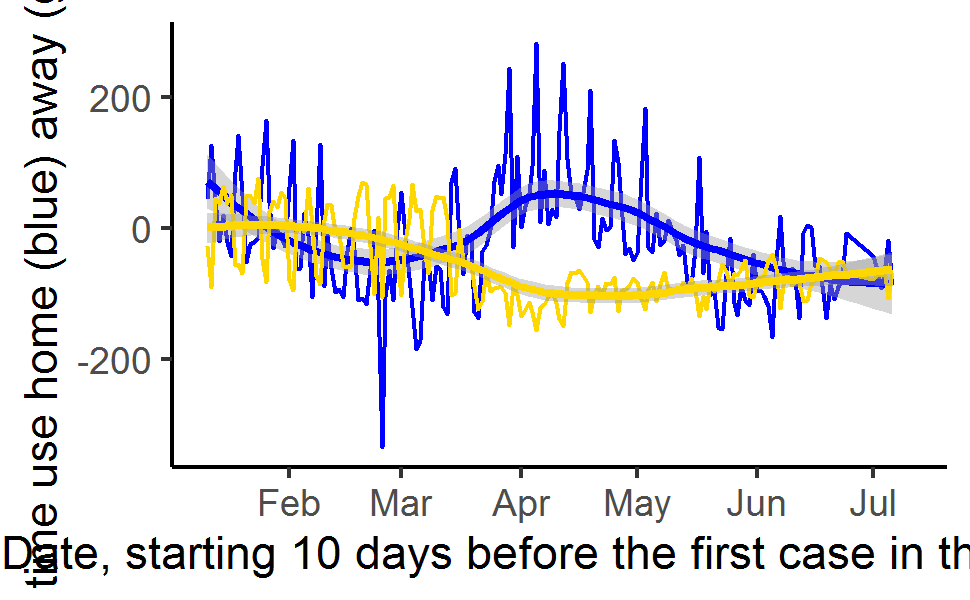 time use home (blue) away (
200
0
-200
Feb Mar Apr May Jun Jul
Date, starting 10 days before the first case in th